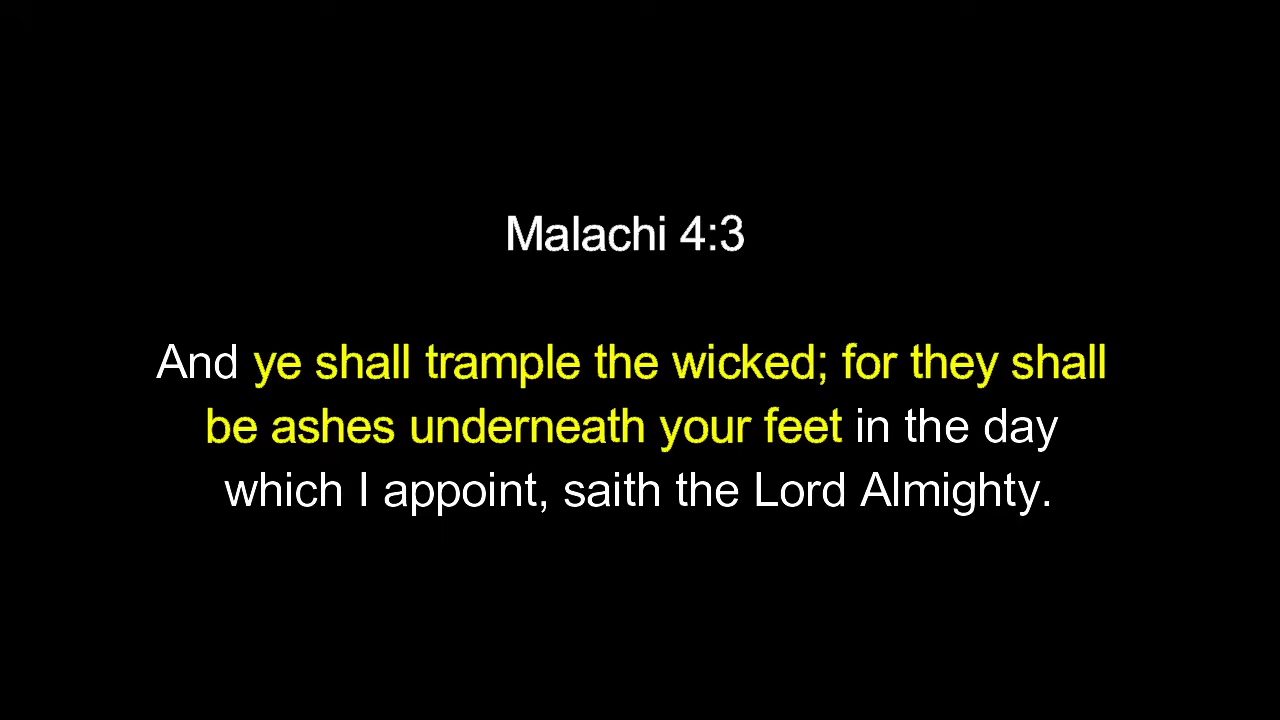 Malachi 4:3
And ye shall trample the wicked; for they shall
be ashes underneath your feet in the day
which I appoint, saith the Lord Almighty.